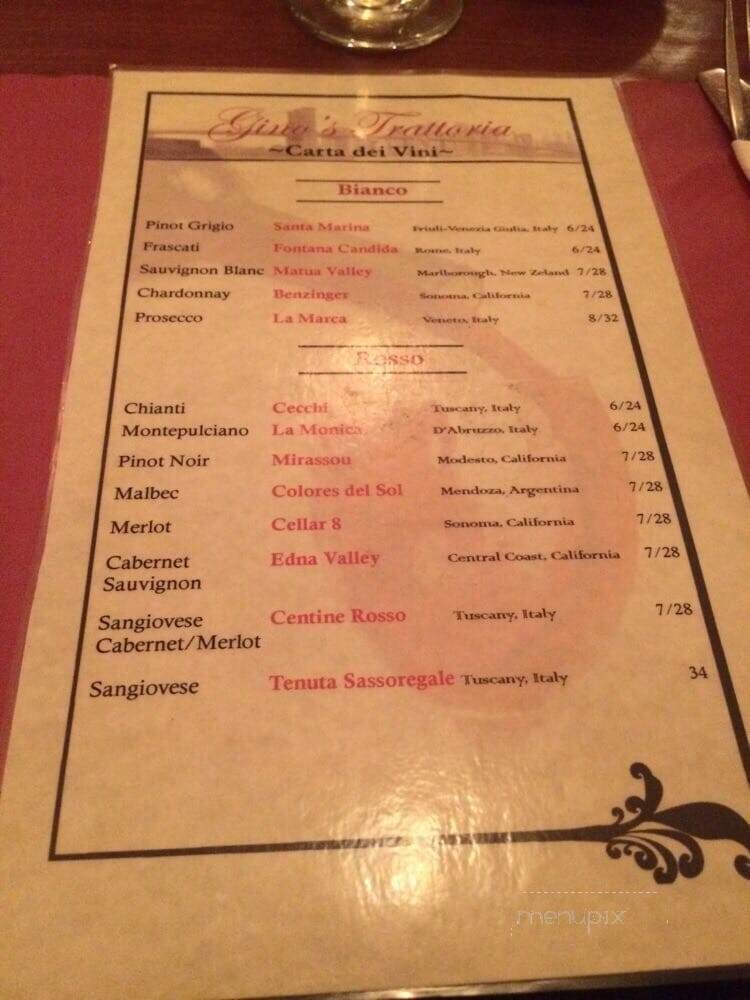 Gino's Trattoria
~Carta dei Vini~
Bianco
Pinot Grigio Santa Marina Friuli-Venezia Giulia, Italy 6/24
Frascati Fontana Candida Rome, Italy 6/24
Sauvignon Blanc Matua Valley Marlborough, New Zeland 7/28
Chardonnay Benzinger Sonoma, California 7/28
Prosecco La Marca Veneto, Italy 8/32
Rosso
Chianti Cecchi Tuscany, Italy 6/24
Montepulciano La Monica D'Abruzzo, Italy 6/24
Pinot Noir Mirassou Modesto, California 7/28
Malbec Colores del Sol Mendoza, Argentina 7/28
Merlot Cellar 8 Sonoma, California 7/28
Cabernet Edna Valley Central Coast, California 7/28
Sauvignon
Sangiovese Centine Rosso Tuscany, Italy 7/28
Cabernet/Merlot
Sangiovese Tenuta Sassoregale Tuscany, Italy 34
menupix